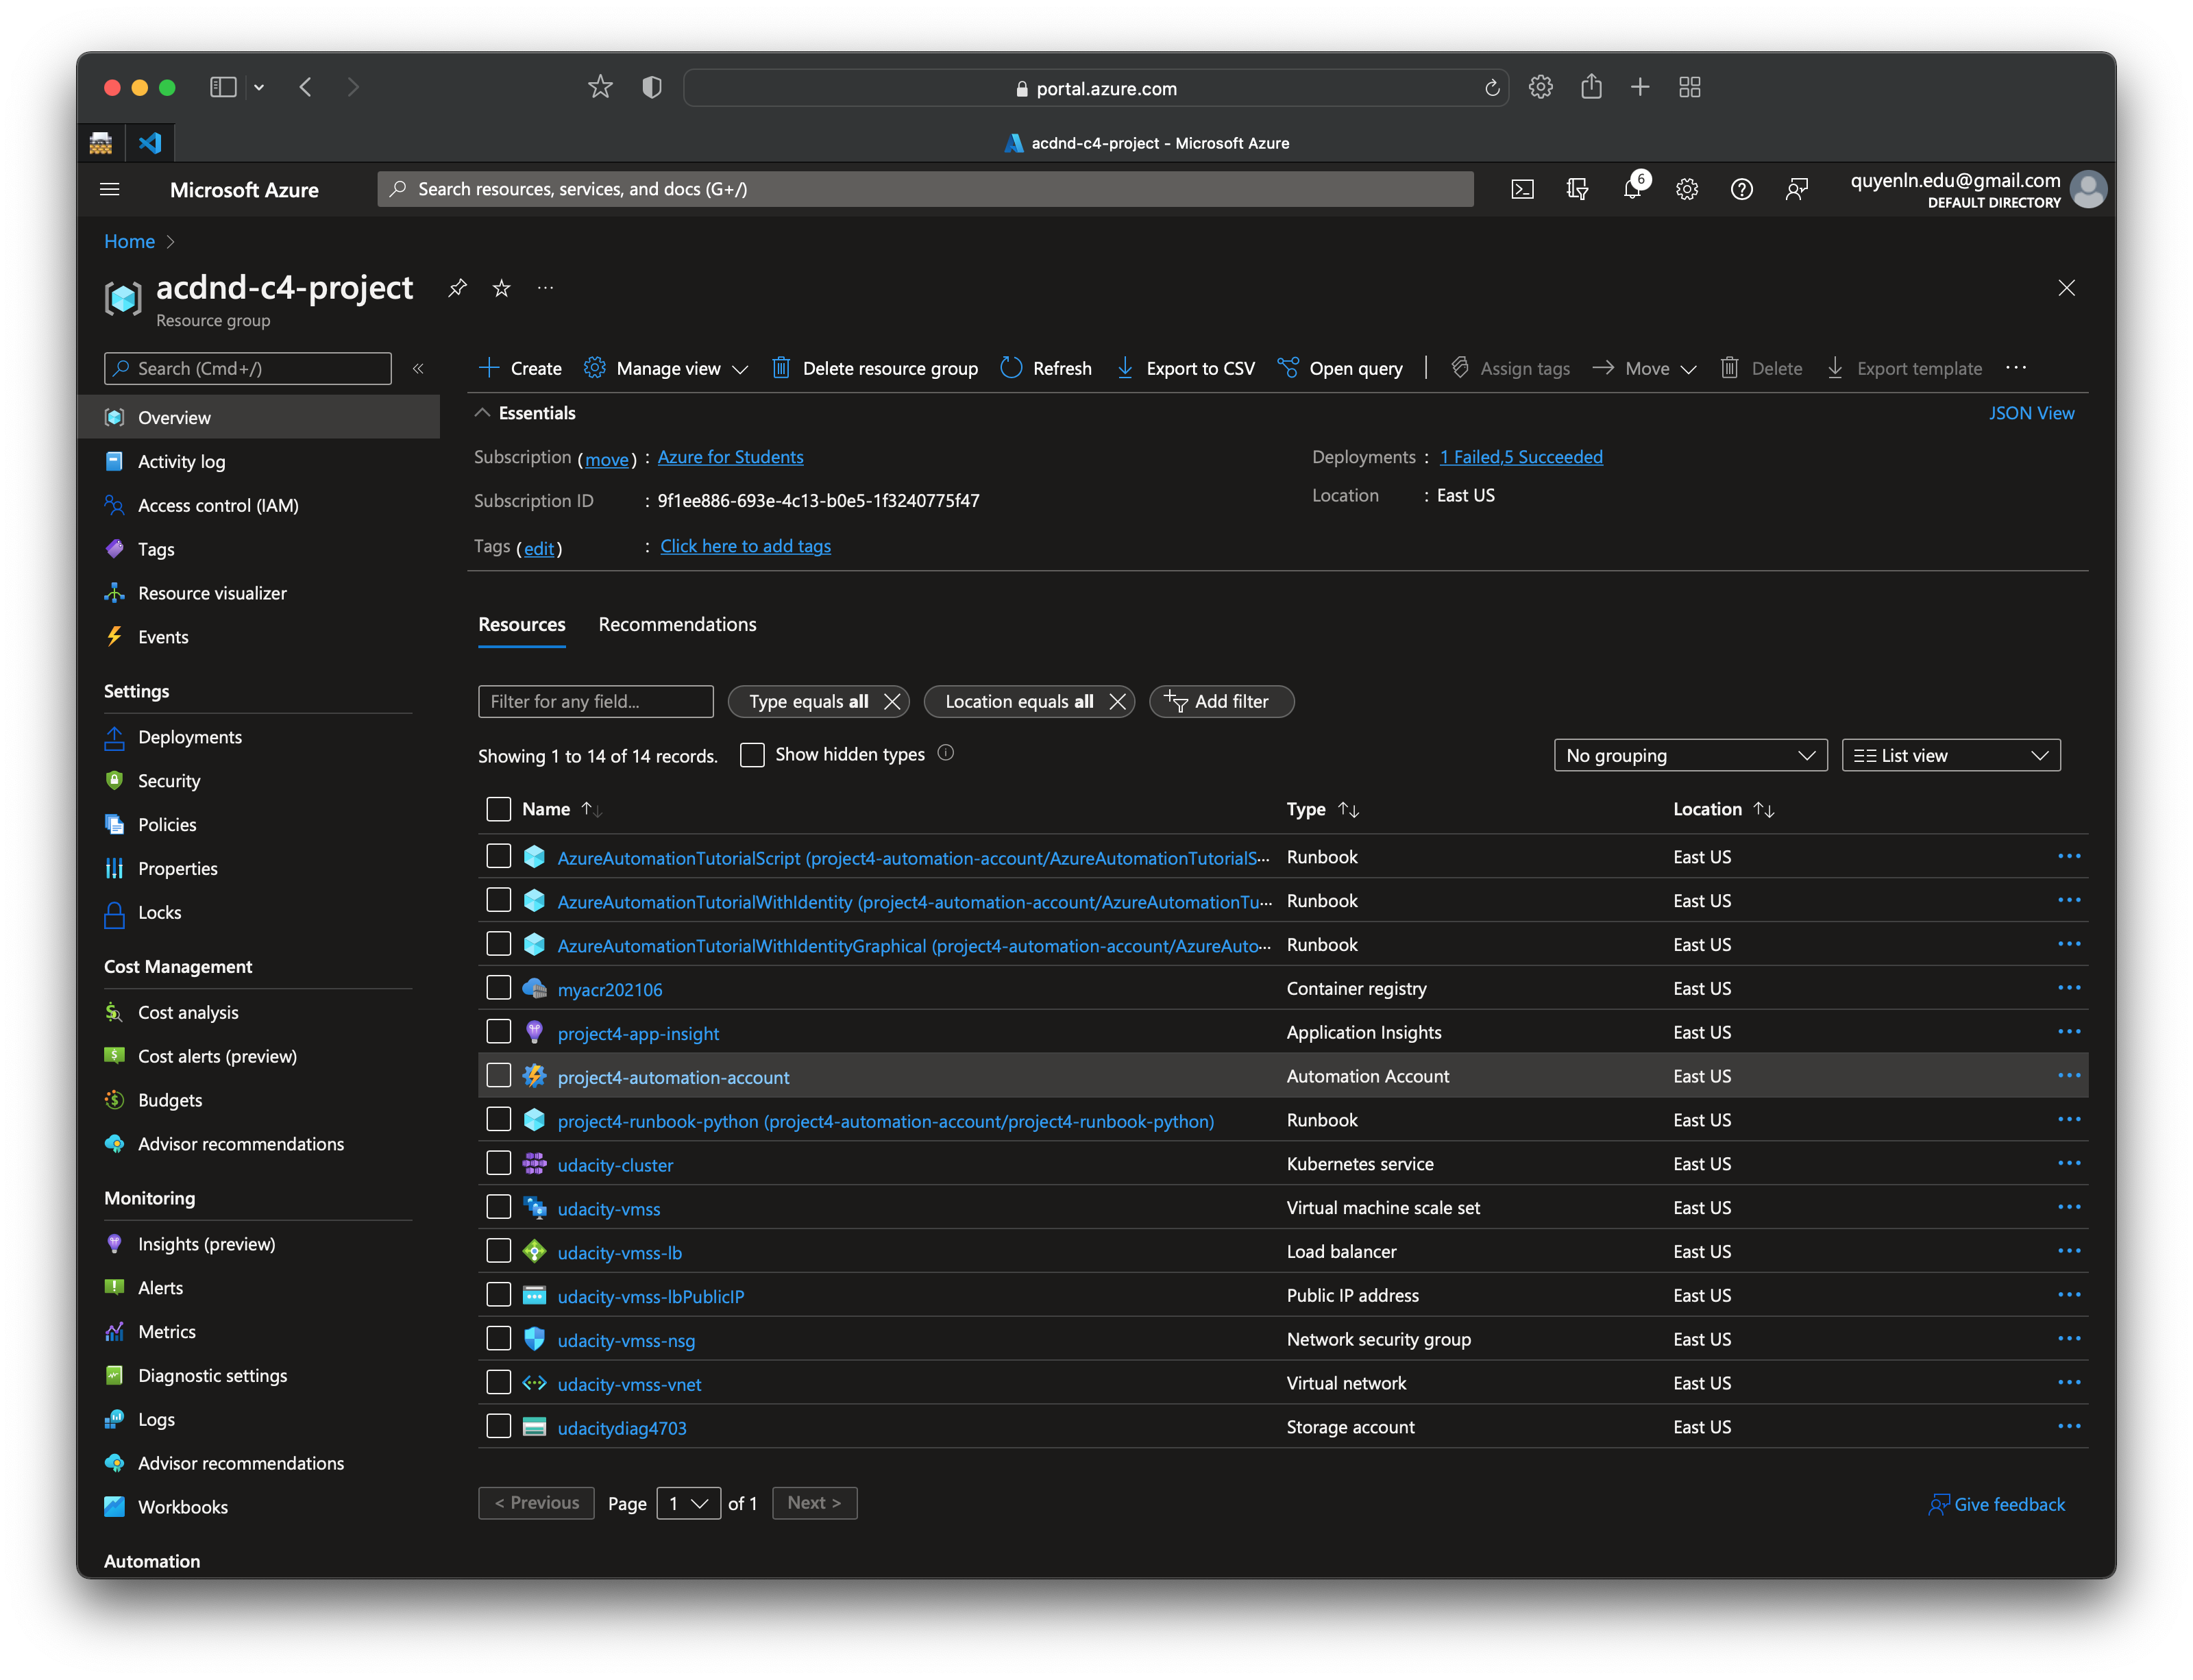 portal.azure.com
acdnd-c4-project - Microsoft Azure
Microsoft Azure
Search resources, services, and docs (G+/)
6
quyenln.edu@gmail.com
DEFAULT DIRECTORY
Home
acdnd-c4-project
Resource group
Search (Cmd+/)
«
Create
Manage view
Delete resource group
Refresh
Export to CSV
Open query
Assign tags
Move
Delete
Export template
Overview
Activity log
Access control (IAM)
Tags
Resource visualizer
Events
Settings
Deployments
Security
Policies
Properties
Locks
Cost Management
Cost analysis
Cost alerts (preview)
Budgets
Advisor recommendations
Monitoring
Insights (preview)
Alerts
Metrics
Diagnostic settings
Logs
Advisor recommendations
Workbooks
Automation
Essentials
JSON View
Subscription (move) : Azure for Students
Deployments : 1 Failed,5 Succeeded
Subscription ID : 9f1ee886-693e-4c13-b0e5-1f3240775f47
Location : East US
Tags (edit) : Click here to add tags
Resources Recommendations
Filter for any field...
Type equals all
Location equals all
Add filter
Showing 1 to 14 of 14 records.
Show hidden types
No grouping
List view
Name Type Location
AzureAutomationTutorialScript (project4-automation-account/AzureAutomationTutorialS... Runbook East US
AzureAutomationTutorialWithIdentity (project4-automation-account/AzureAutomationTu... Runbook East US
AzureAutomationTutorialWithIdentityGraphical (project4-automation-account/AzureAuto... Runbook East US
myacr202106 Container registry East US
project4-app-insight Application Insights East US
project4-automation-account Automation Account East US
project4-runbook-python (project4-automation-account/project4-runbook-python) Runbook East US
udacity-cluster Kubernetes service East US
udacity-vmss Virtual machine scale set East US
udacity-vmss-lb Load balancer East US
udacity-vmss-lbPublicIP Public IP address East US
udacity-vmss-nsg Network security group East US
udacity-vmss-vnet Virtual network East US
udacitydiag4703 Storage account East US
< Previous
Page 1 of 1
Next >
Give feedback